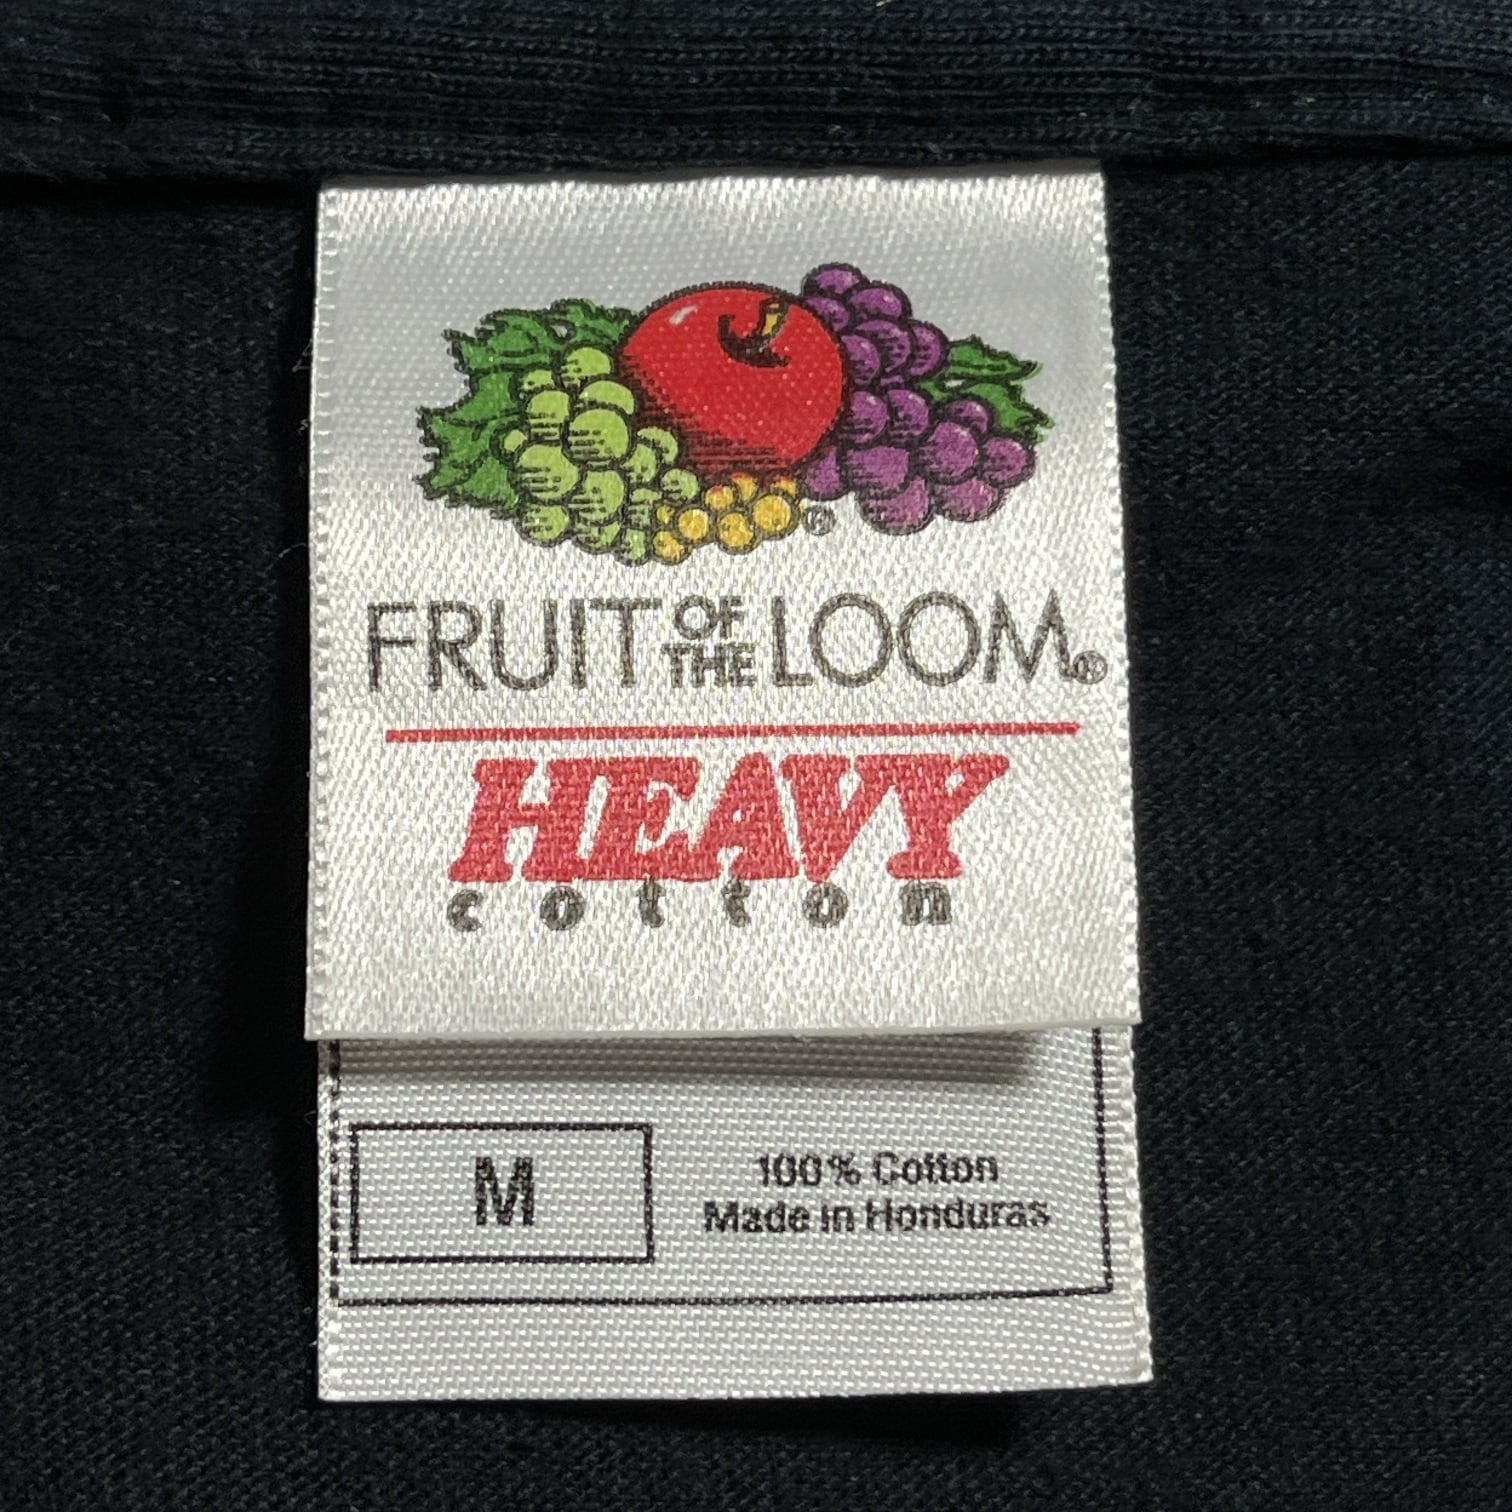 ®
FRUIT OF THE LOOM®
HEAVY
cotton
M
100% Cotton
Made in Honduras